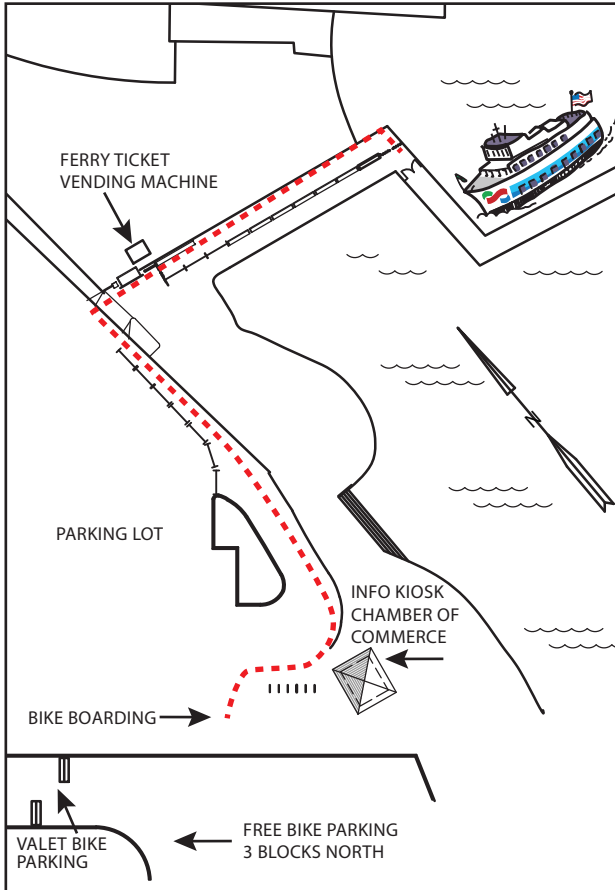 FERRY TICKET
VENDING MACHINE
N
PARKING LOT
INFO KIOSK
CHAMBER OF
COMMERCE
BIKE BOARDING
VALET BIKE
PARKING
FREE BIKE PARKING
3 BLOCKS NORTH